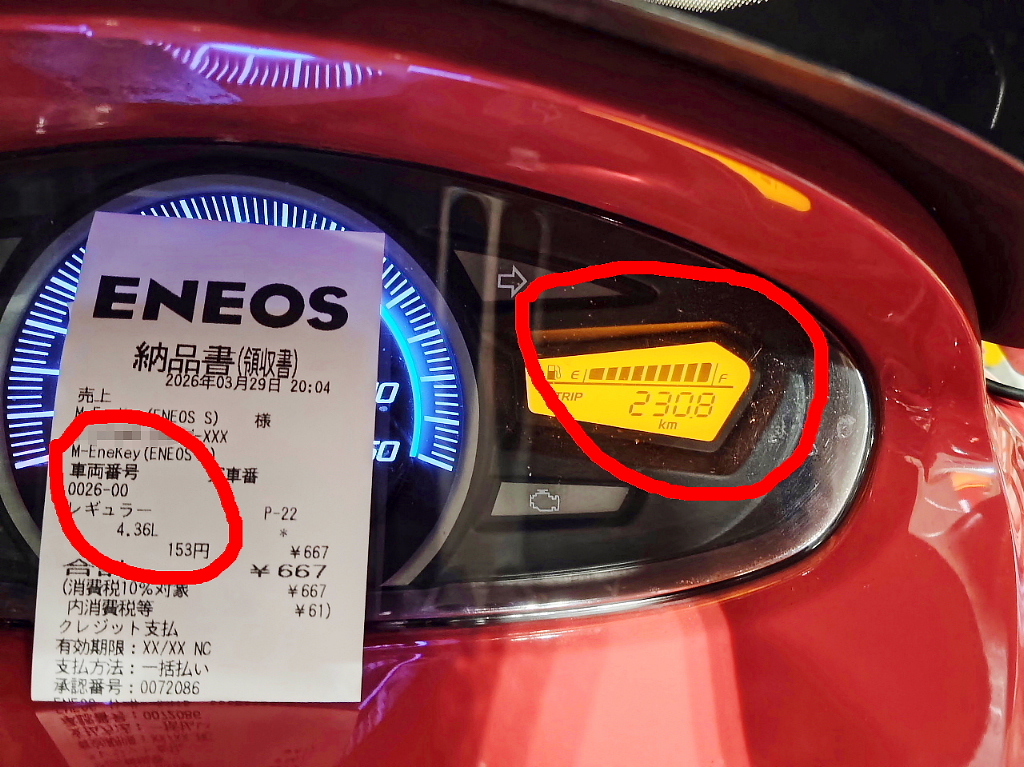 ENEOS
納品書(領収書)
2026年03月29日 20:04
売上
(ENEOS S) 様
-XXX
M-EneKey(ENEOS
車両番号 車番
0026-00
レギュラー P-22
4.36L *
153円 ¥667
¥667
(消費税10%対象 ¥667
内消費税等 ¥61)
クレジット支払
有効期限:XX/XX NC
支払方法:一括払い
承認番号:0072086
E F
TRIP
230.8
km